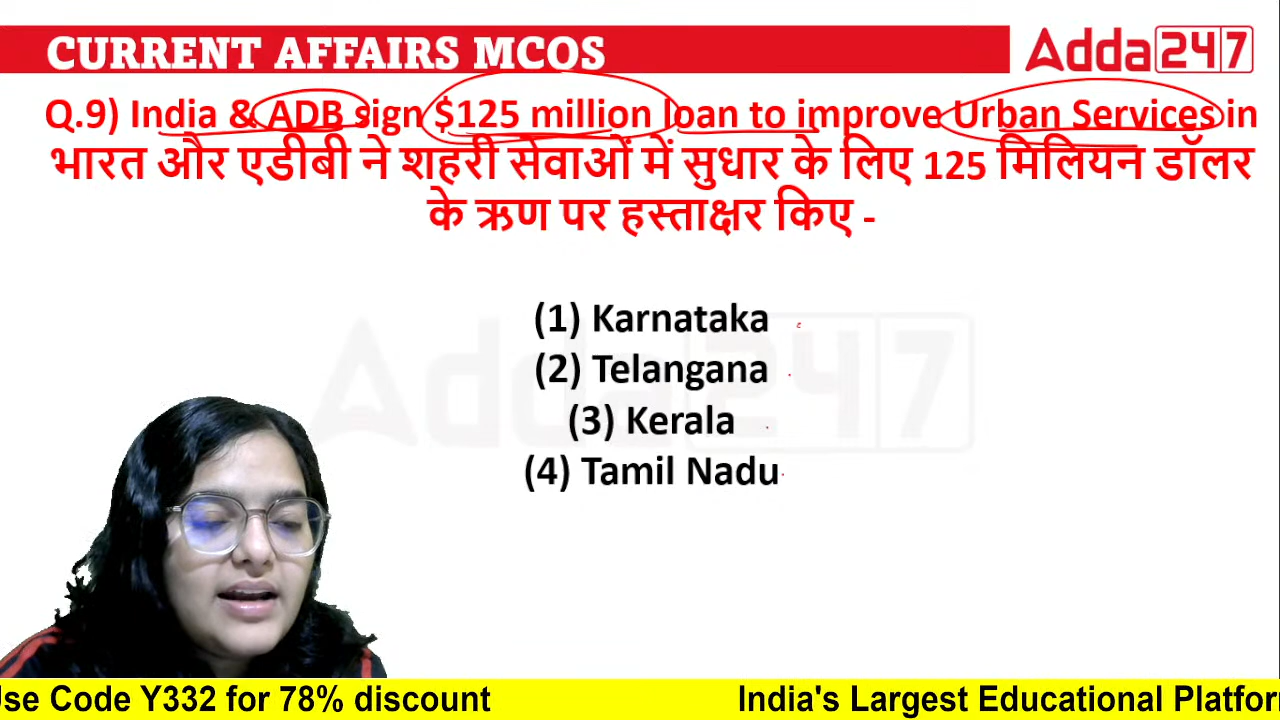 CURRENT AFFAIRS MCQS
Adda247
Q.9) India & ADB sign $125 million loan to improve Urban Services in
भारत और एडीबी ने शहरी सेवाओं में सुधार के लिए 125 मिलियन डॉलर
के ऋण पर हस्ताक्षर किए -
Adda247
(1) Karnataka
(2) Telangana
(3) Kerala
(4) Tamil Nadu
Use Code Y332 for 78% discount
India's Largest Educational Platfor